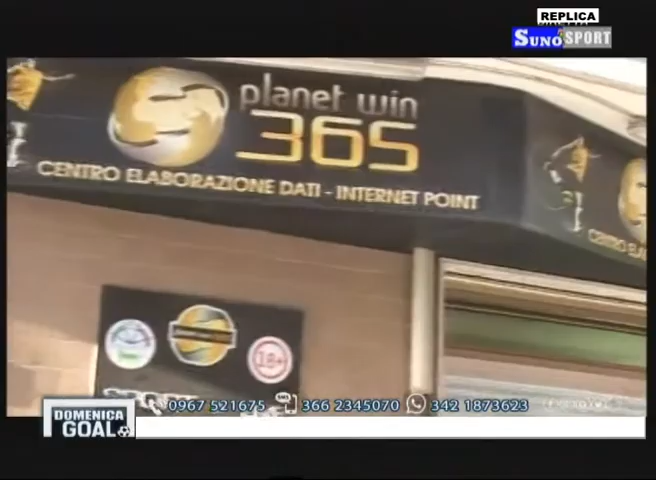 REPLICA
SUNO SPORT
planet win
365
CENTRO ELABORAZIONE DATI - INTERNET POINT
CENTRO ELA
18+
0967 521675 366 2345070 342 1873623
DOMENICA
GOAL